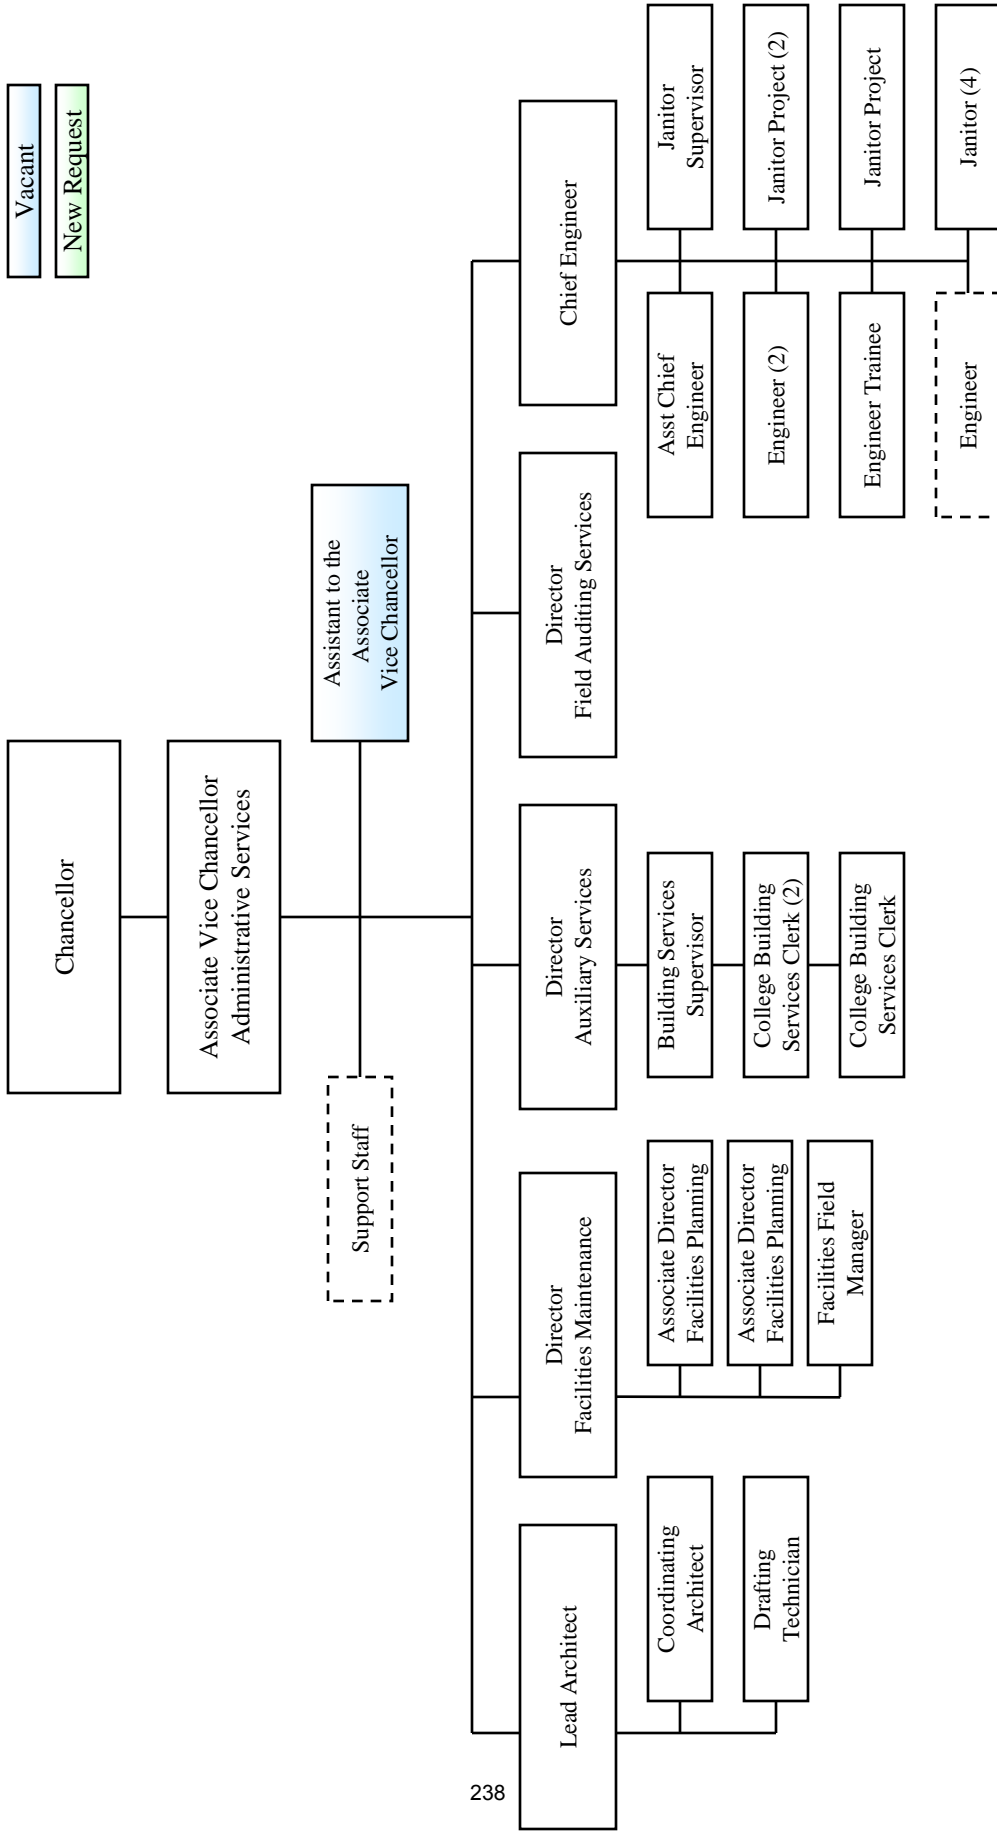 Vacant
New Request
Chancellor
Associate Vice Chancellor
Administrative Services
Support Staff
Assistant to the
Associate
Vice Chancellor
Lead Architect
Coordinating
Architect
Drafting
Technician
Director
Facilities Maintenance
Associate Director
Facilities Planning
Associate Director
Facilities Planning
Facilities Field
Manager
Director
Auxiliary Services
Building Services
Supervisor
College Building
Services Clerk (2)
College Building
Services Clerk
Director
Field Auditing Services
Chief Engineer
Asst Chief
Engineer
Janitor
Supervisor
Engineer (2)
Janitor Project (2)
Engineer Trainee
Janitor Project
Engineer
Janitor (4)
238